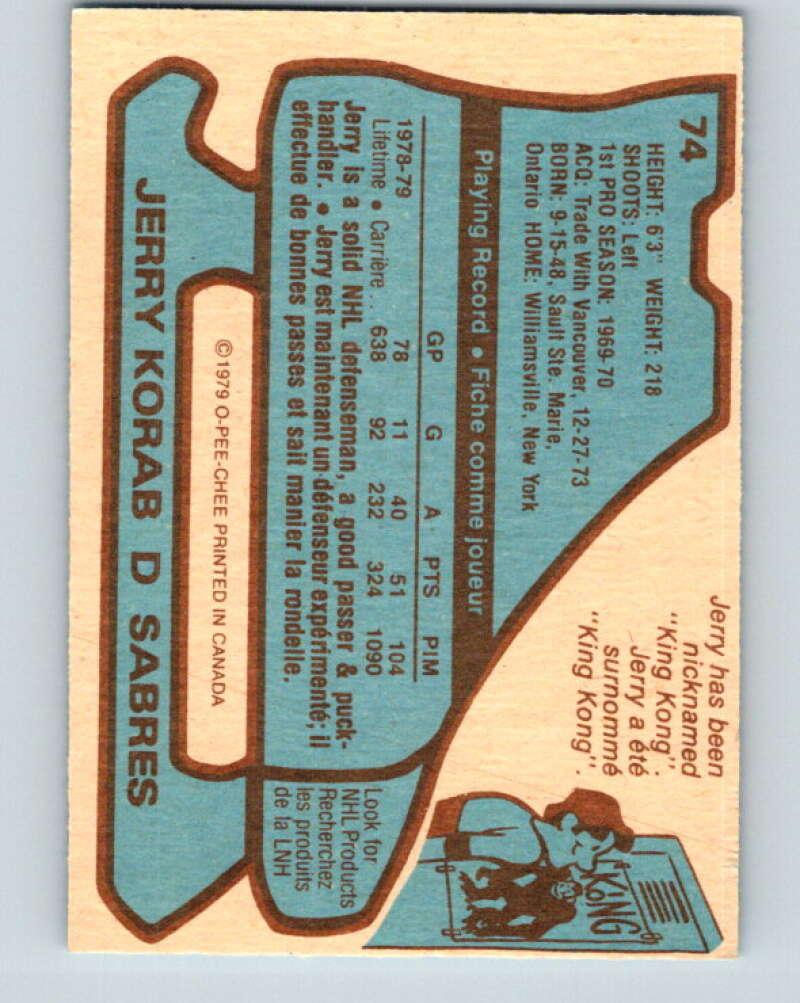 74
HEIGHT: 6'3" WEIGHT: 218
SHOOTS: Left
1st PRO SEASON: 1969-70
ACQ: Trade With Vancouver, 12-27-73
BORN: 9-15-48, Sault Ste. Marie,
Ontario HOME: Williamsville, New York
Jerry has been
nicknamed
"King Kong".
Jerry a été
surnommé
"King Kong".
KONG
Playing Record • Fiche comme joueur
GP G A PTS PIM
1978-79 78 11 40 51 104
Lifetime • Carrière... 638 92 232 324 1090
Jerry is a solid NHL defenseman, a good passer & puck-
handler. • Jerry est maintenant un défenseur expérimenté; il
effectue de bonnes passes et sait manier la rondelle.
Look for
NHL Products
Recherchez
les produits
de la LNH
©1979 O-PEE-CHEE PRINTED IN CANADA
JERRY KORAB D SABRES